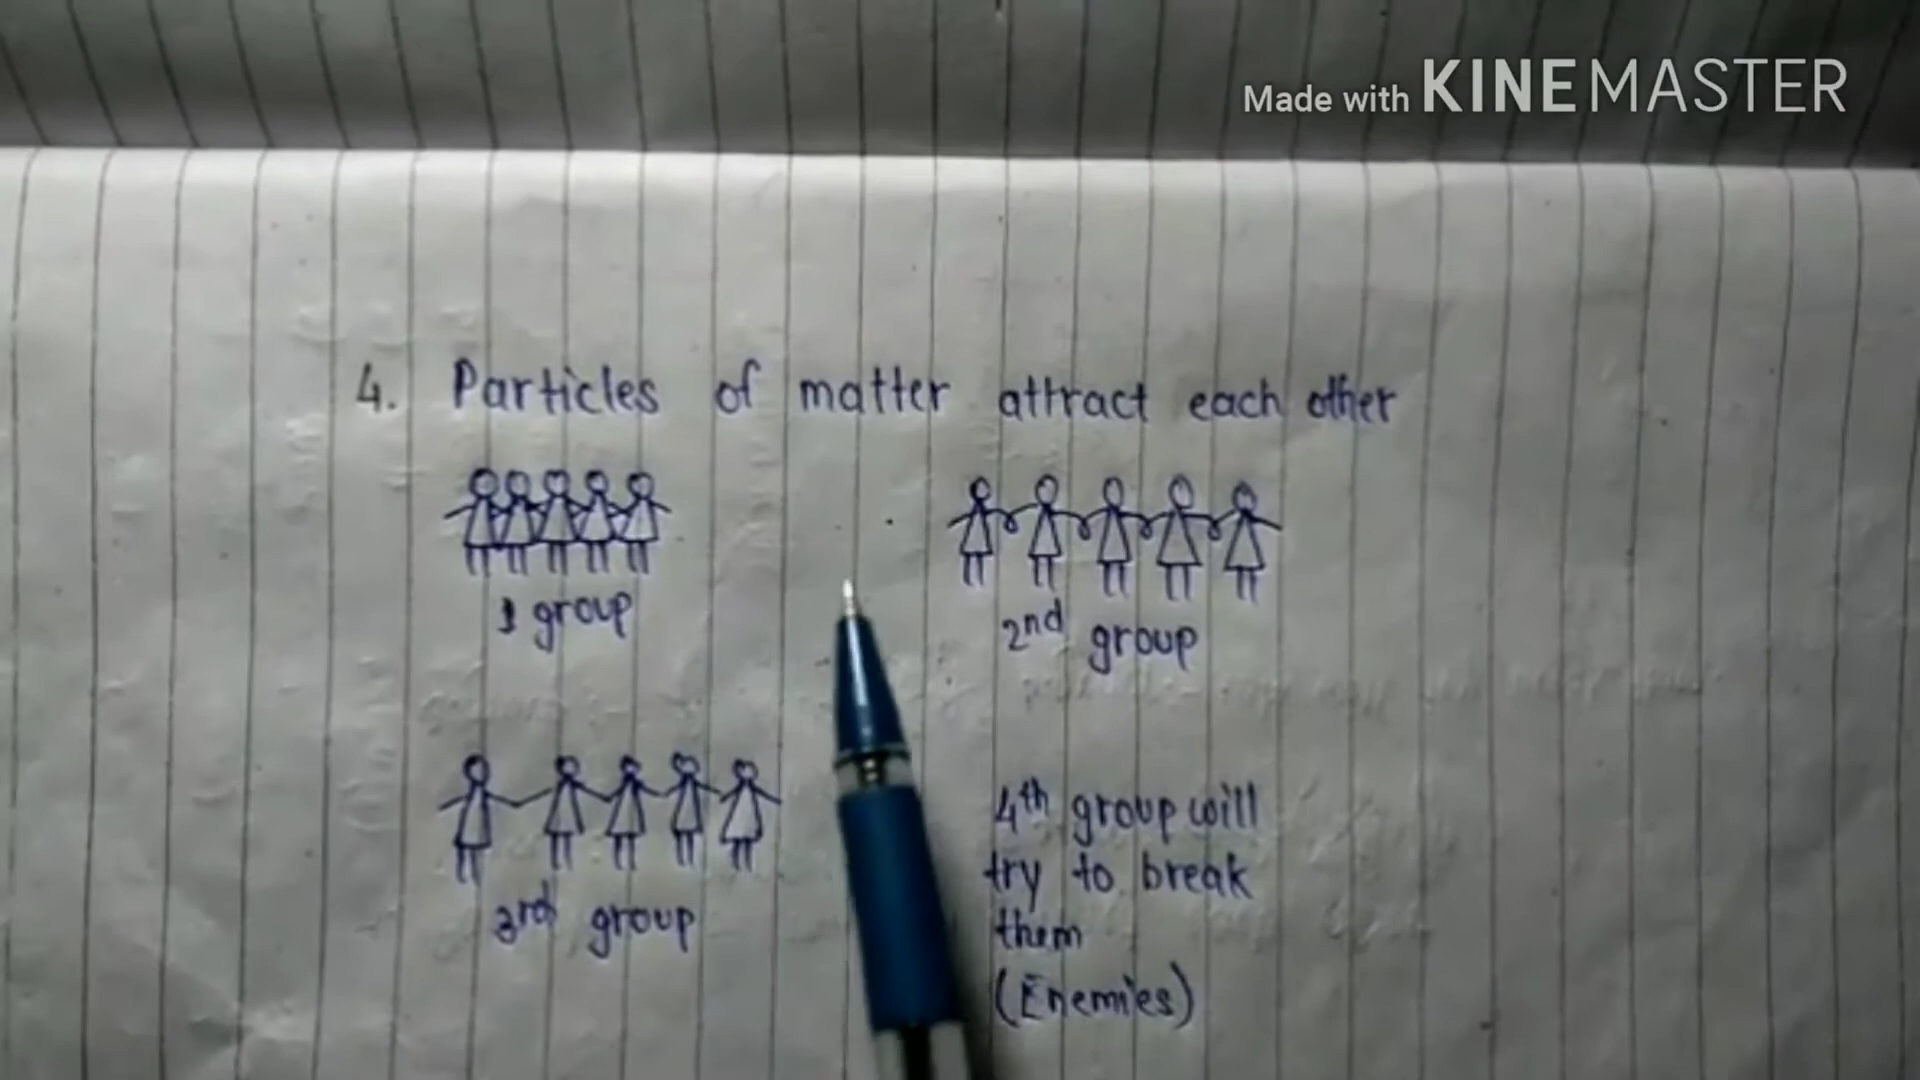 Made with KINEMASTER
4. Particles of matter attract each other
1 group
2nd group
3rd group
4th group will
try to break
them
(Enemies)